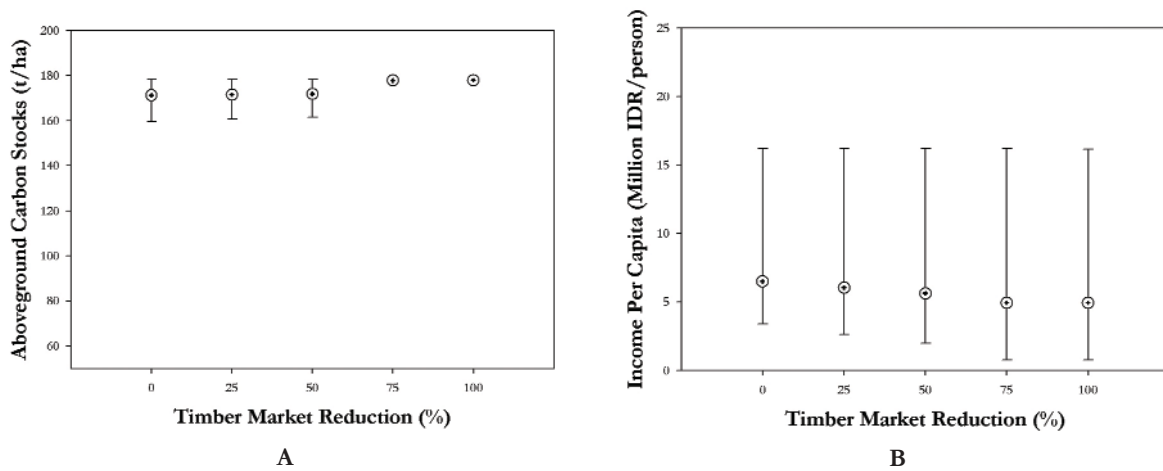 Aboveground Carbon Stocks (t/ha)
200
180
160
140
120
100
80
60
0 25 50 75 100
Timber Market Reduction (%)
A
Income Per Capita (Million IDR/person)
25
20
15
10
5
0
0 25 50 75 100
Timber Market Reduction (%)
B